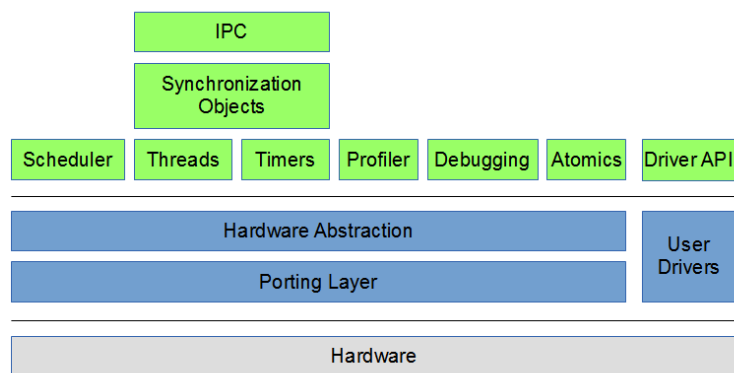 IPC
Synchronization
Objects
Scheduler
Threads
Timers
Profiler
Debugging
Atomics
Driver API
Hardware Abstraction
User
Drivers
Porting Layer
Hardware